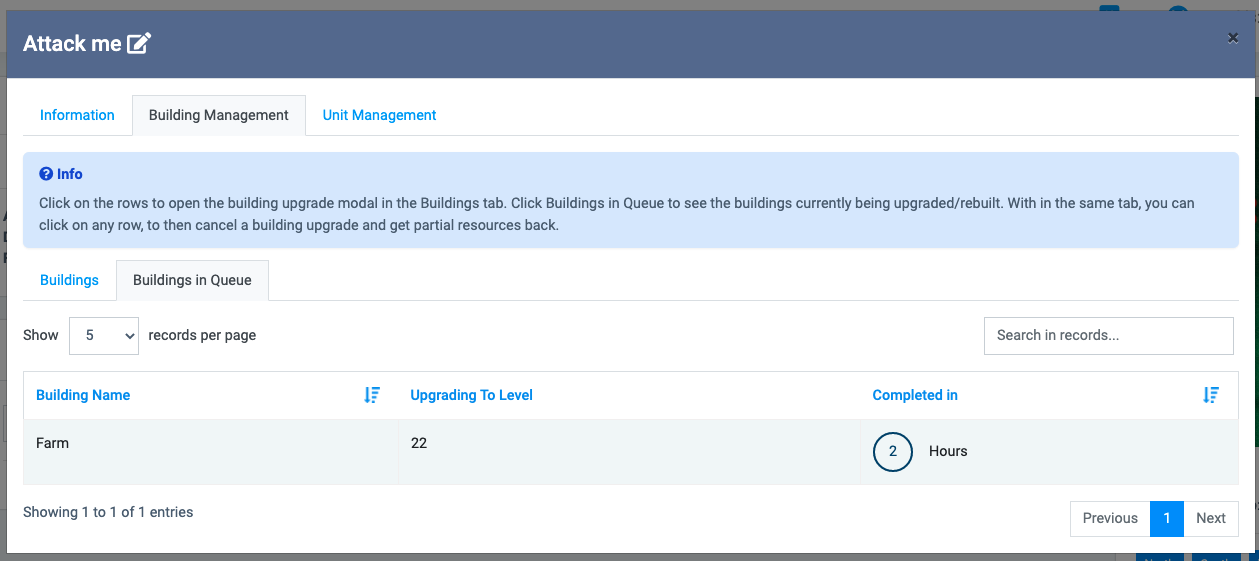 Attack me
×
Information
Building Management
Unit Management
Info
Click on the rows to open the building upgrade modal in the Buildings tab. Click Buildings in Queue to see the buildings currently being upgraded/rebuilt. With in the same tab, you can
click on any row, to then cancel a building upgrade and get partial resources back.
Buildings
Buildings in Queue
Show 5 records per page
Search in records...
Building Name
Upgrading To Level
Completed in
Farm
22
2 Hours
Showing 1 to 1 of 1 entries
Previous 1 Next